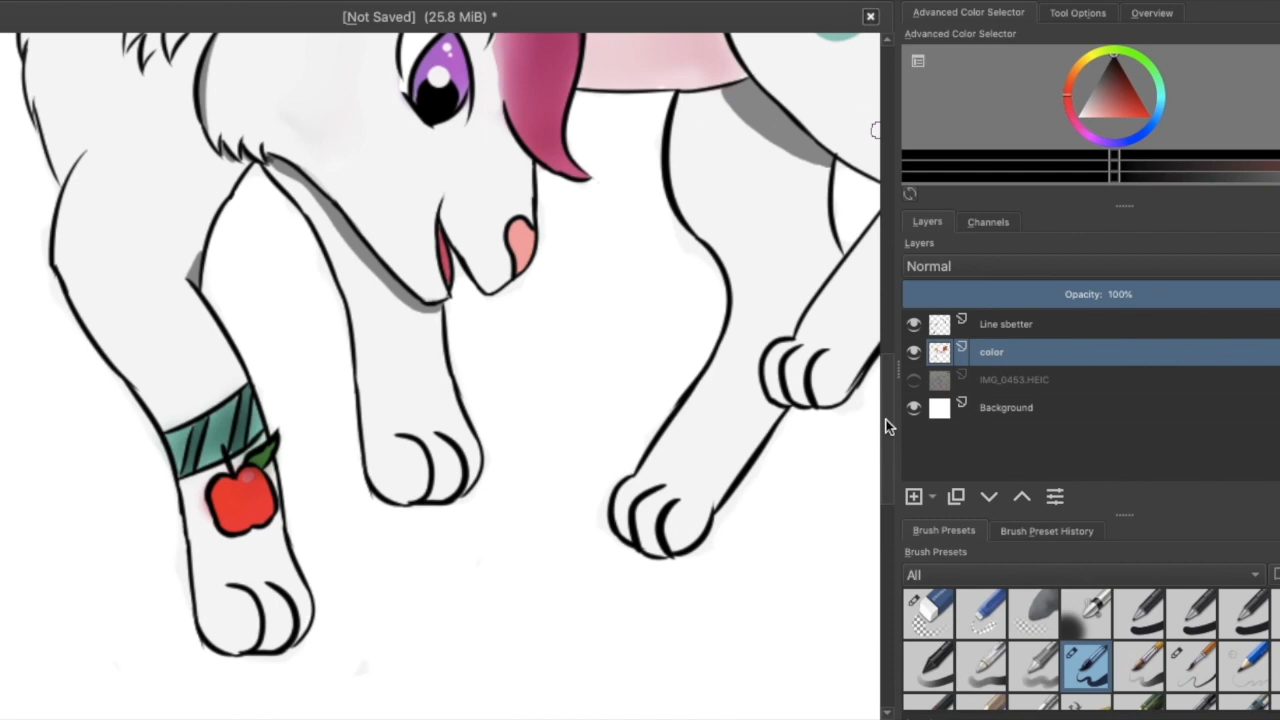 [Not Saved] (25.8 MiB) *
Advanced Color Selector
Tool Options
Overview
Advanced Color Selector
Layers
Channels
Layers
Normal
Opacity: 100%
Line sbetter
color
IMG_0453.HEIC
Background
Brush Presets
Brush Preset History
Brush Presets
All